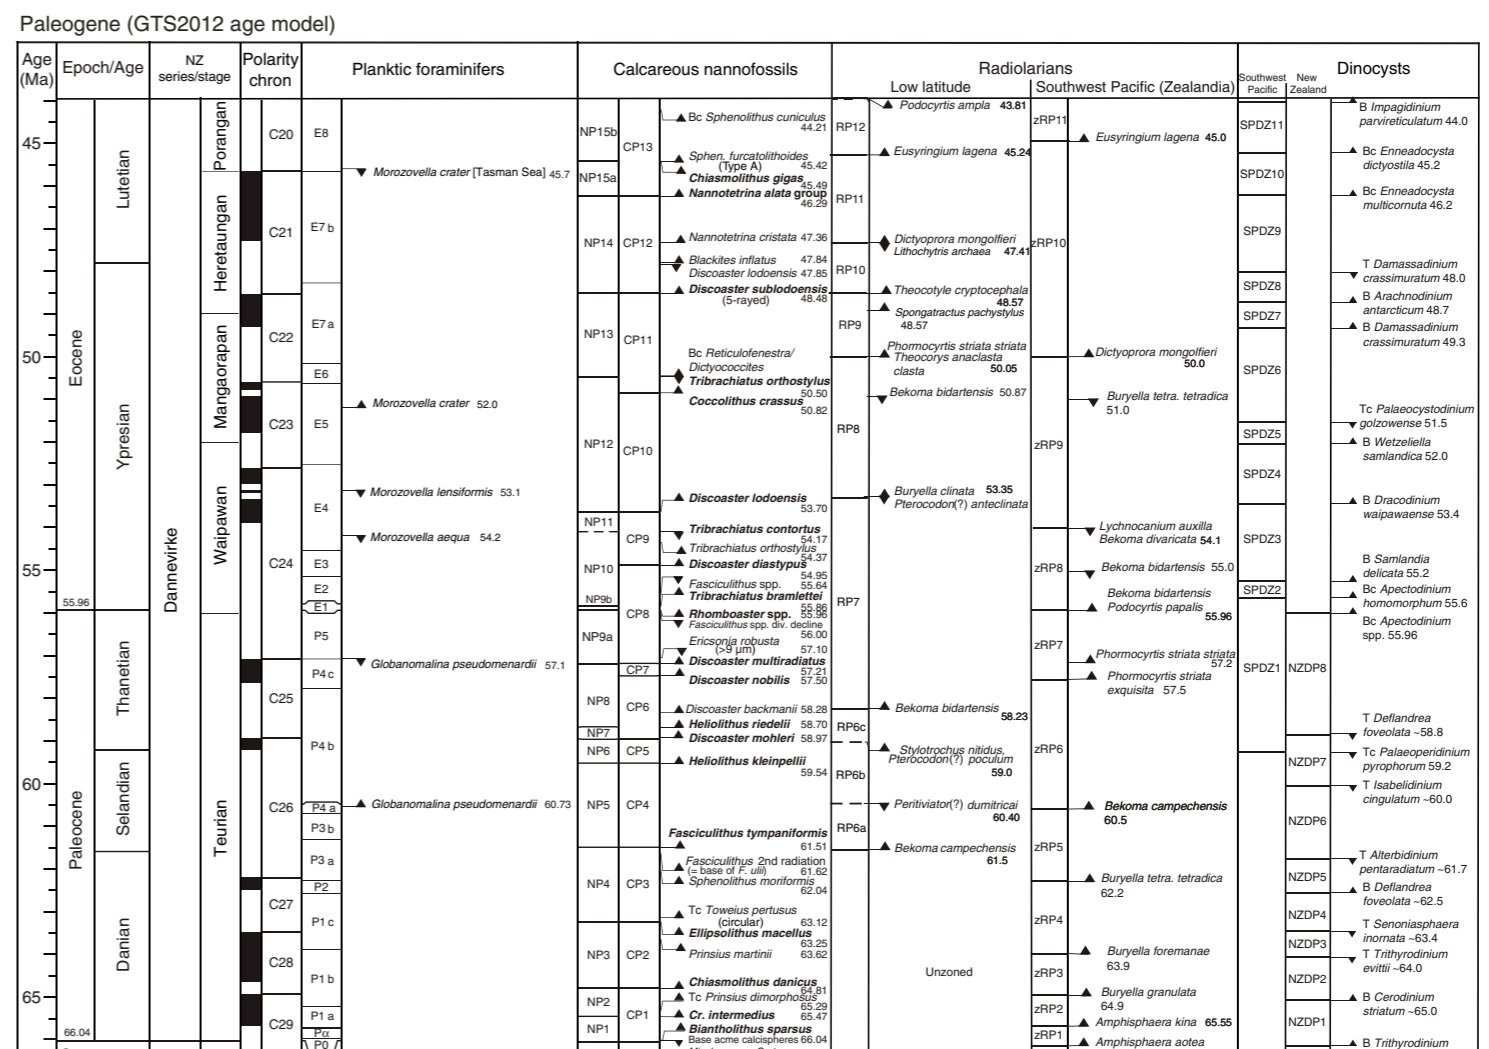 Paleogene (GTS2012 age model)
Age
(Ma)
Epoch/Age
NZ
series/stage
Polarity
chron
Planktic foraminifers
Calcareous nannofossils
Radiolarians
Low latitude
Southwest Pacific (Zealandia)
Dinocysts
Southwest
Pacific
New
Zealand
45
50
55
60
65
Eocene
Paleocene
55.96
66.04
Lutetian
Ypresian
Thanetian
Selandian
Danian
Dannevirke
Porangan
Heretaungan
Mangaorapan
Waipawan
Teurian
C20
C21
C22
C23
C24
C25
C26
C27
C28
C29
E8
E7 b
E7 a
E6
E5
E4
E3
E2
E1
P5
P4 c
P4 b
P4 a
P3 b
P3 a
P2
P1 c
P1 b
P1 a
Pα
P0
Morozovella crater [Tasman Sea] 45.7
Morozovella crater 52.0
Morozovella lensiformis 53.1
Morozovella aequa 54.2
Globanomalina pseudomenardii 57.1
Globanomalina pseudomenardii 60.73
NP15b
NP15a
NP14
NP13
NP12
NP11
NP10
NP9b
NP9a
NP8
NP7
NP6
NP5
NP4
NP3
NP2
NP1
CP13
CP12
CP11
CP10
CP9
CP8
CP7
CP6
CP5
CP4
CP3
CP2
CP1
Bc Sphenolithus cuniculus
44.21
Sphen. furcatolithoides
(Type A) 45.42
Chiasmolithus gigas
45.49
Nannotetrina alata group
46.29
Nannotetrina cristata 47.36
Blackites inflatus 47.84
Discoaster lodoensis 47.85
Discoaster sublodoensis
(5-rayed) 48.48
Bc Reticulofenestra/
Dictyococcites
Tribrachiatus orthostylus
50.50
Coccolithus crassus
50.82
Discoaster lodoensis
53.70
Tribrachiatus contortus
54.17
Tribrachiatus orthostylus
54.37
Discoaster diastypus
54.95
Fasciculithus spp. 55.64
Tribrachiatus bramlettei
55.86
Rhomboaster spp. 55.96
Fasciculithus spp. div. decline
56.00
Ericsonia robusta
(>9 μm) 57.10
Discoaster multiradiatus
57.21
Discoaster nobilis 57.50
Discoaster backmanii 58.28
Heliolithus riedelii 58.70
Discoaster mohleri 58.97
Heliolithus kleinpellii
59.54
Fasciculithus tympaniformis
61.51
Fasciculithus 2nd radiation
(= base of F. ulii) 61.62
Sphenolithus moriformis
62.04
Tc Toweius pertusus
(circular) 63.12
Ellipsolithus macellus
63.25
Prinsius martinii 63.62
Chiasmolithus danicus
64.81
Tc Prinsius dimorphosus
65.29
Cr. intermedius 65.47
Biantholithus sparsus
Base acme calcispheres 66.04
RP12
RP11
RP10
RP9
RP8
RP7
RP6c
RP6b
RP6a
Podocyrtis ampla 43.81
Eusyringium lagena 45.24
Dictyoprora mongolfieri
Lithochytris archaea 47.41
Theocotyle cryptocephala
48.57
Spongatractus pachystylus
48.57
Phormocyrtis striata striata
Theocorys anaclasta
clasta 50.05
Bekoma bidartensis 50.87
Buryella clinata 53.35
Pterocodon(?) anteclinata
Bekoma bidartensis
58.23
Stylotrochus nitidus,
Pterocodon(?) poculum
59.0
Peritiviator(?) dumitricai
60.40
Bekoma campechensis
61.5
Unzoned
zRP11
zRP10
zRP9
zRP8
zRP7
zRP6
zRP5
zRP4
zRP3
zRP2
zRP1
Eusyringium lagena 45.0
Dictyoprora mongolfieri
50.0
Buryella tetra. tetradica
51.0
Lychnocanium auxilla
Bekoma divaricata 54.1
Bekoma bidartensis 55.0
Bekoma bidartensis
Podocyrtis papalis
55.96
Phormocyrtis striata striata
57.2
Phormocyrtis striata
exquisita 57.5
Bekoma campechensis
60.5
Buryella tetra. tetradica
62.2
Buryella foremanae
63.9
Buryella granulata
64.9
Amphisphaera kina 65.55
Amphisphaera aotea
SPDZ11
SPDZ10
SPDZ9
SPDZ8
SPDZ7
SPDZ6
SPDZ5
SPDZ4
SPDZ3
SPDZ2
SPDZ1
NZDP8
NZDP7
NZDP6
NZDP5
NZDP4
NZDP3
NZDP2
NZDP1
B Impagidinium
parvireticulatum 44.0
Bc Enneadocysta
dictyostila 45.2
Bc Enneadocysta
multicornuta 46.2
T Damassadinium
crassimuratum 48.0
B Arachnodinium
antarcticum 48.7
B Damassadinium
crassimuratum 49.3
Tc Palaeocystodinium
golzowense 51.5
B Wetzeliella
samlandica 52.0
B Dracodinium
waipawaense 53.4
B Samlandia
delicata 55.2
Bc Apectodinium
homomorphum 55.6
Bc Apectodinium
spp. 55.96
T Deflandrea
foveolata ~58.8
Tc Palaeoperidinium
pyrophorum 59.2
T Isabelidinium
cingulatum ~60.0
T Alterbidinium
pentaradiatum ~61.7
B Deflandrea
foveolata ~62.5
T Senoniasphaera
inornata ~63.4
T Trithyrodinium
evittii ~64.0
B Cerodinium
striatum ~65.0
B Trithyrodinium